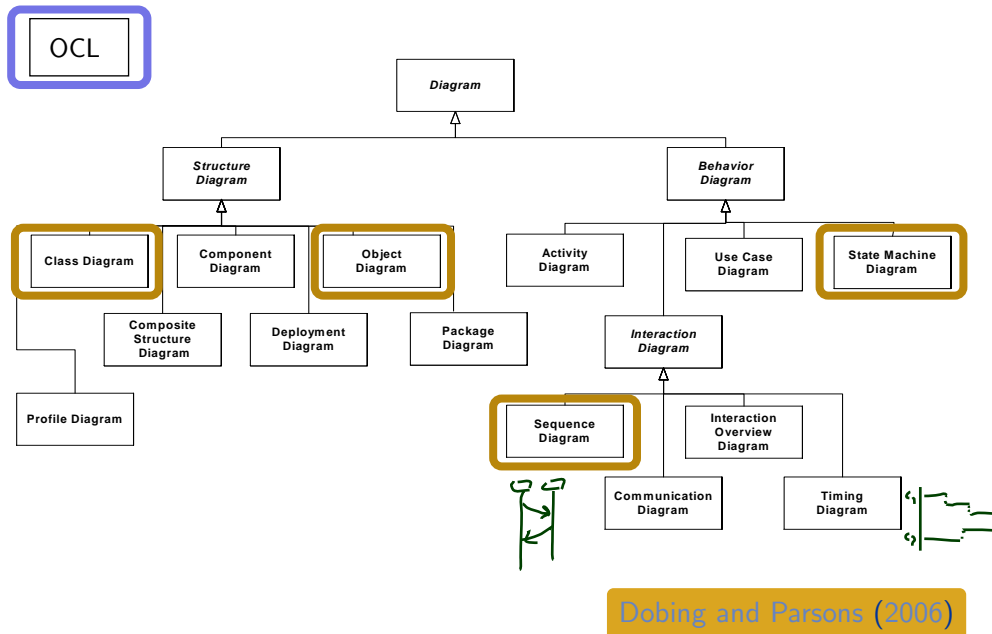 OCL
Diagram
Structure
Diagram
Behavior
Diagram
Class Diagram
Component
Diagram
Object
Diagram
Activity
Diagram
Use Case
Diagram
State Machine
Diagram
Composite
Structure
Diagram
Deployment
Diagram
Package
Diagram
Interaction
Diagram
Profile Diagram
Sequence
Diagram
Interaction
Overview
Diagram
Communication
Diagram
Timing
Diagram
Dobing and Parsons (2006)